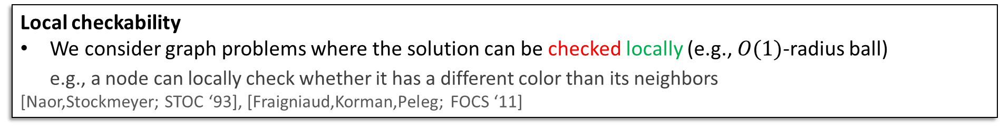 Local checkability
• We consider graph problems where the solution can be checked locally (e.g., O(1)-radius ball)
e.g., a node can locally check whether it has a different color than its neighbors
[Naor,Stockmeyer; STOC ‘93], [Fraigniaud,Korman,Peleg; FOCS ‘11]